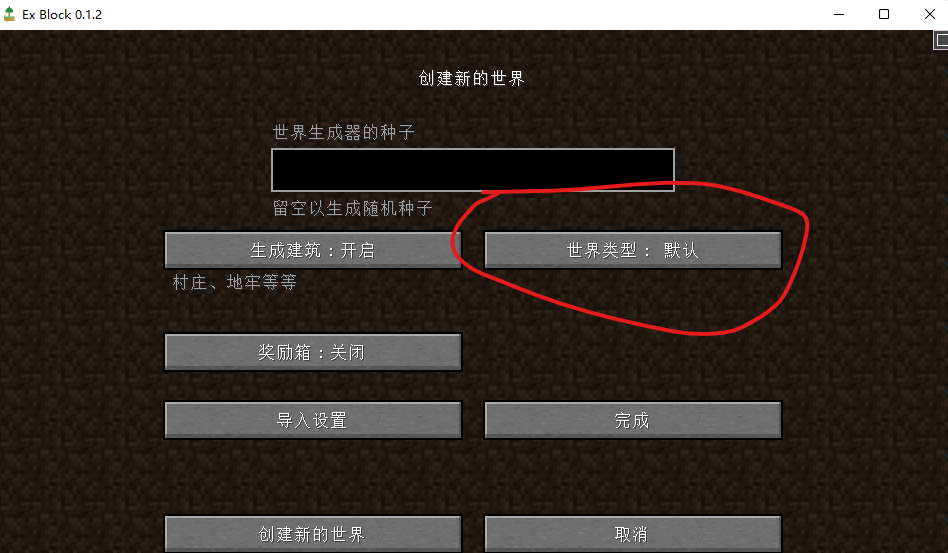 Ex Block 0.1.2
创建新的世界
世界生成器的种子
留空以生成随机种子
生成建筑：开启
世界类型： 默认
村庄、地牢等等
奖励箱：关闭
导入设置
完成
创建新的世界
取消